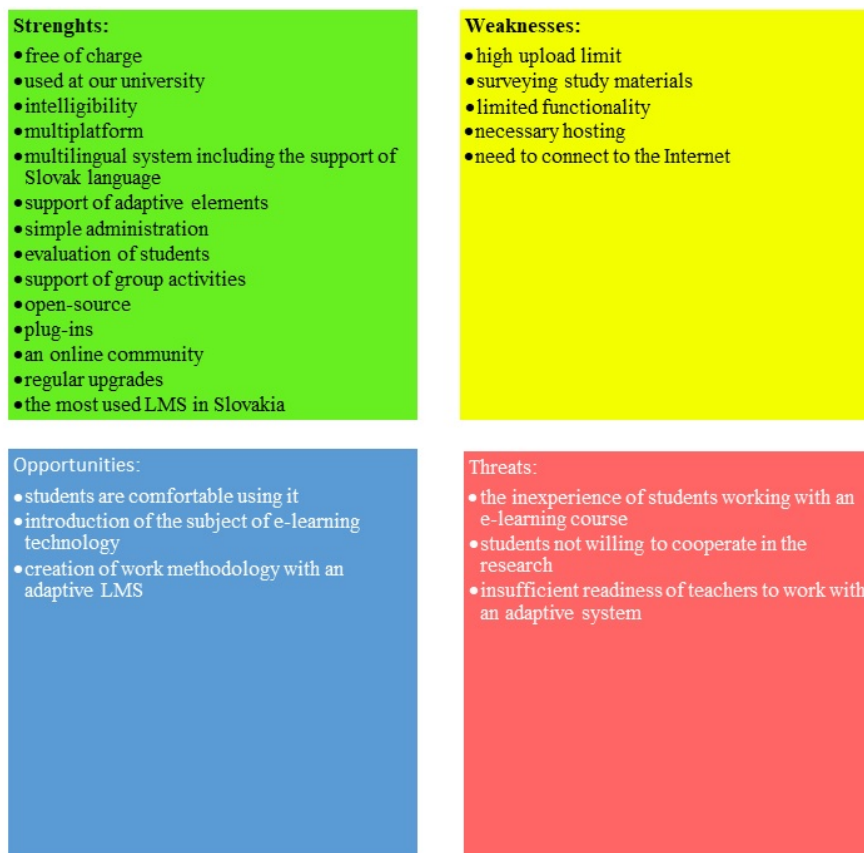 Strenghts:
•free of charge
•used at our university
•intelligibility
•multiplatform
•multilingual system including the support of
Slovak language
•support of adaptive elements
•simple administration
•evaluation of students
•support of group activities
•open-source
•plug-ins
•an online community
•regular upgrades
•the most used LMS in Slovakia
Weaknesses:
•high upload limit
•surveying study materials
•limited functionality
•necessary hosting
•need to connect to the Internet
Opportunities:
•students are comfortable using it
•introduction of the subject of e-learning
technology
•creation of work methodology with an
adaptive LMS
Threats:
•the inexperience of students working with an
e-learning course
•students not willing to cooperate in the
research
•insufficient readiness of teachers to work with
an adaptive system